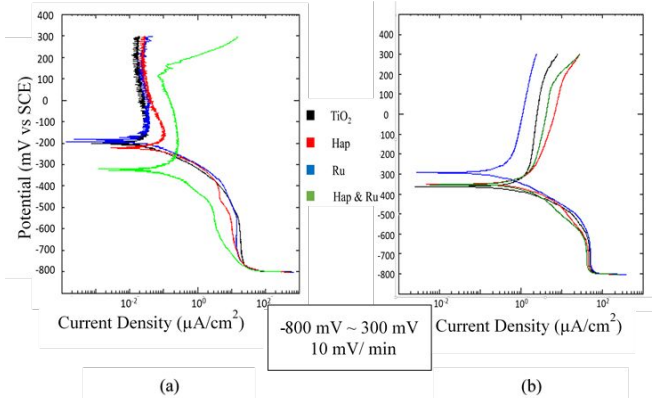 400
300
200
100
0
-100
-200
-300
-400
-500
-600
-700
-800
Potential (mV vs SCE)
10⁻²
10⁰
10²
Current Density (µA/cm²)
(a)
TiO₂
Hap
Ru
Hap & Ru
-800 mV ~ 300 mV
10 mV/ min
400
300
200
100
0
-100
-200
-300
-400
-500
-600
-700
-800
10⁻²
10⁰
10²
Current Density (µA/cm²)
(b)